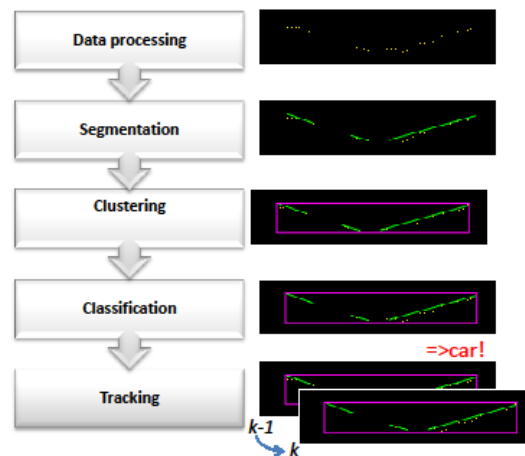 Data processing
Segmentation
Clustering
Classification
=>car!
Tracking
k-1
k